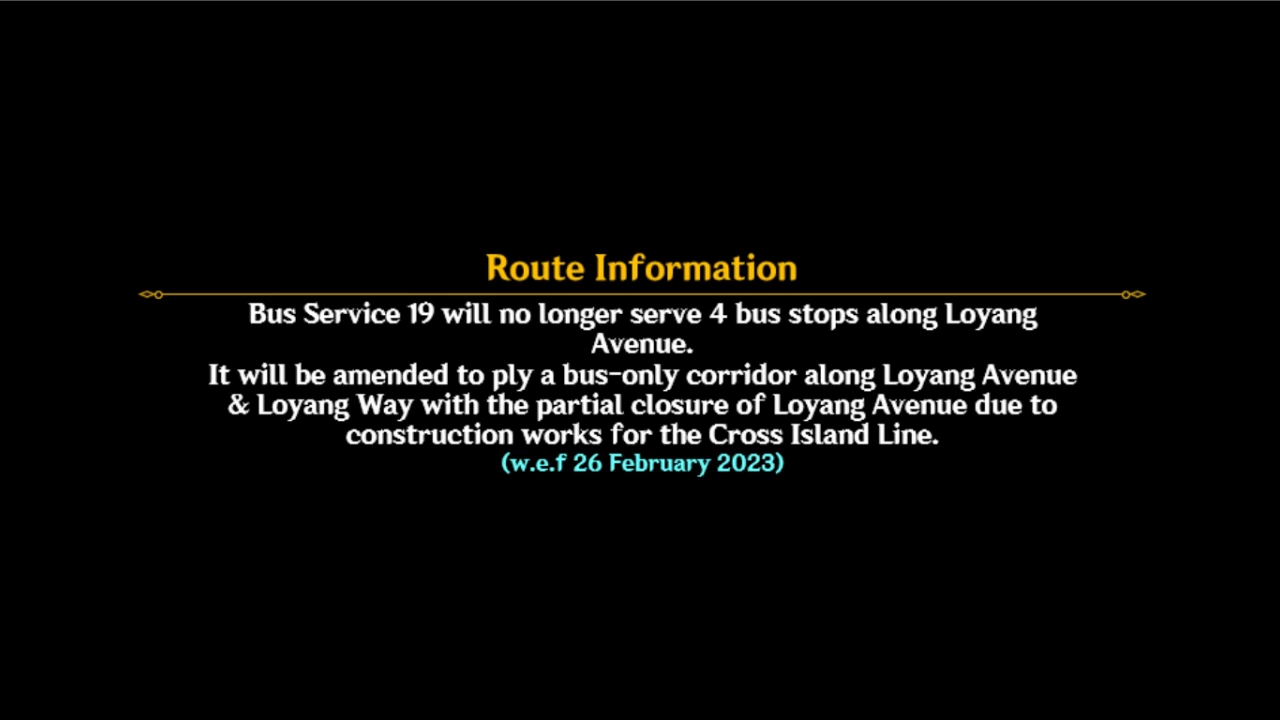 Route Information
Bus Service 19 will no longer serve 4 bus stops along Loyang
Avenue.
It will be amended to ply a bus-only corridor along Loyang Avenue
& Loyang Way with the partial closure of Loyang Avenue due to
construction works for the Cross Island Line.
(w.e.f 26 February 2023)